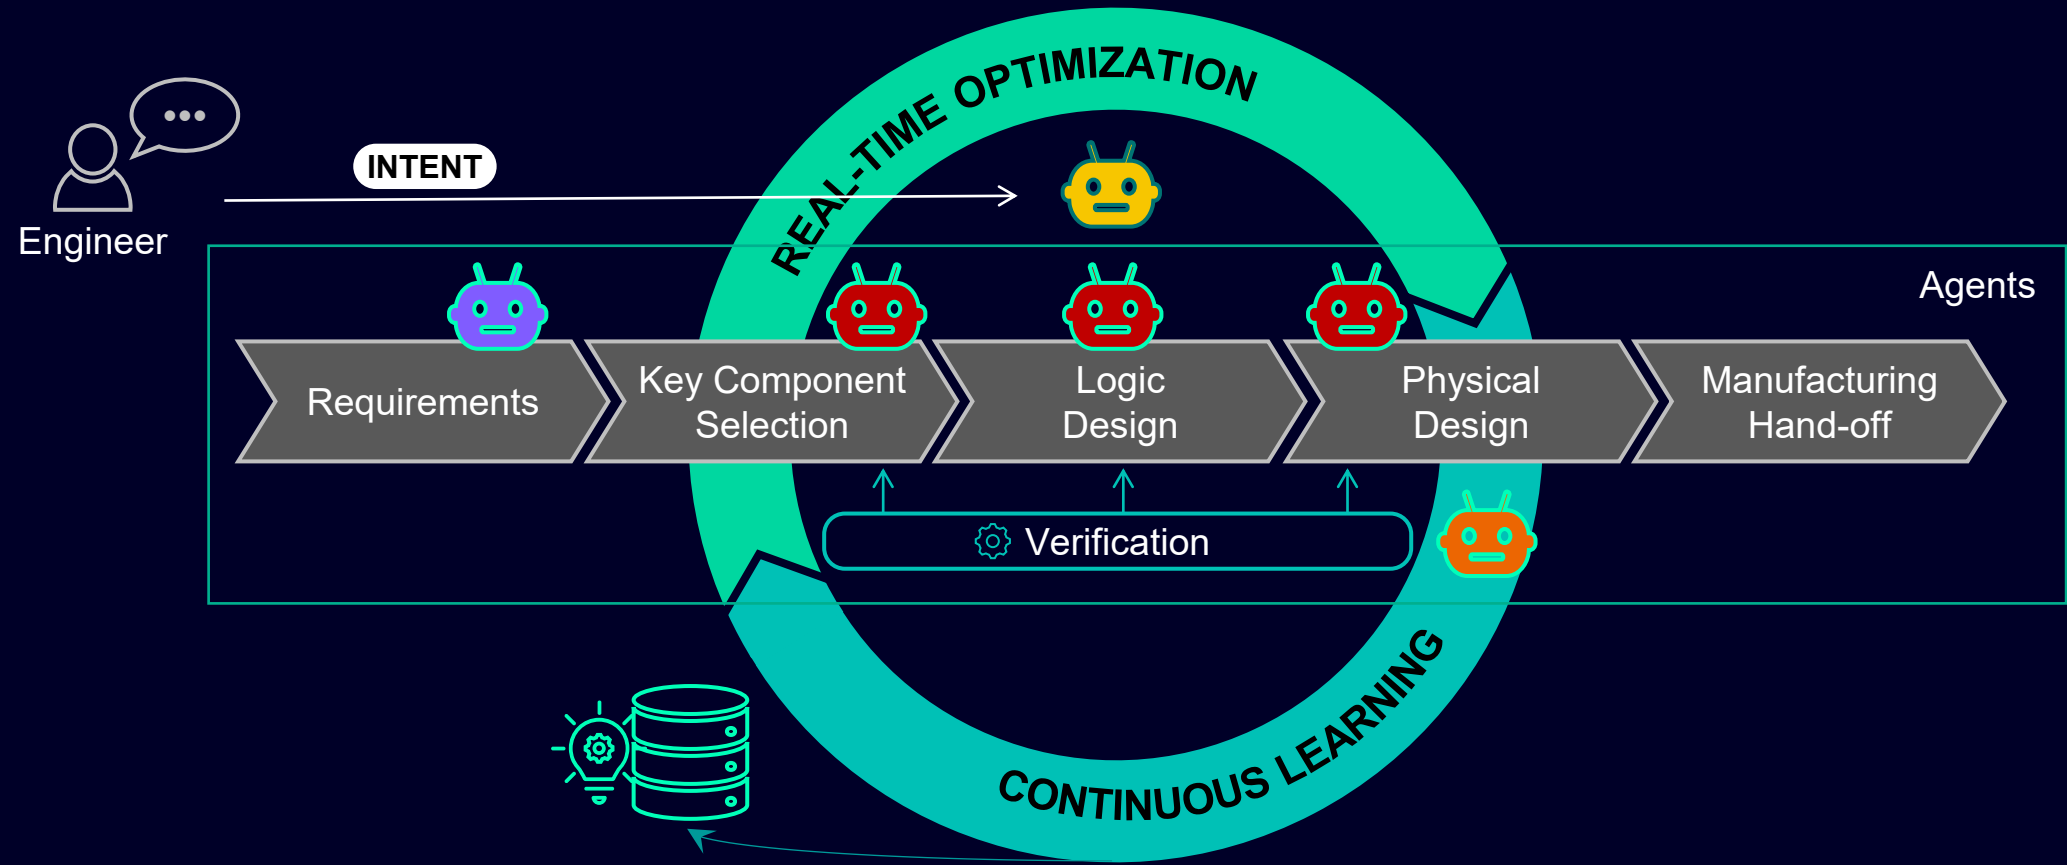 REAL-TIME OPTIMIZATION
INTENT
Engineer
Agents
Requirements
Key Component
Selection
Logic
Design
Physical
Design
Manufacturing
Hand-off
Verification
CONTINUOUS LEARNING